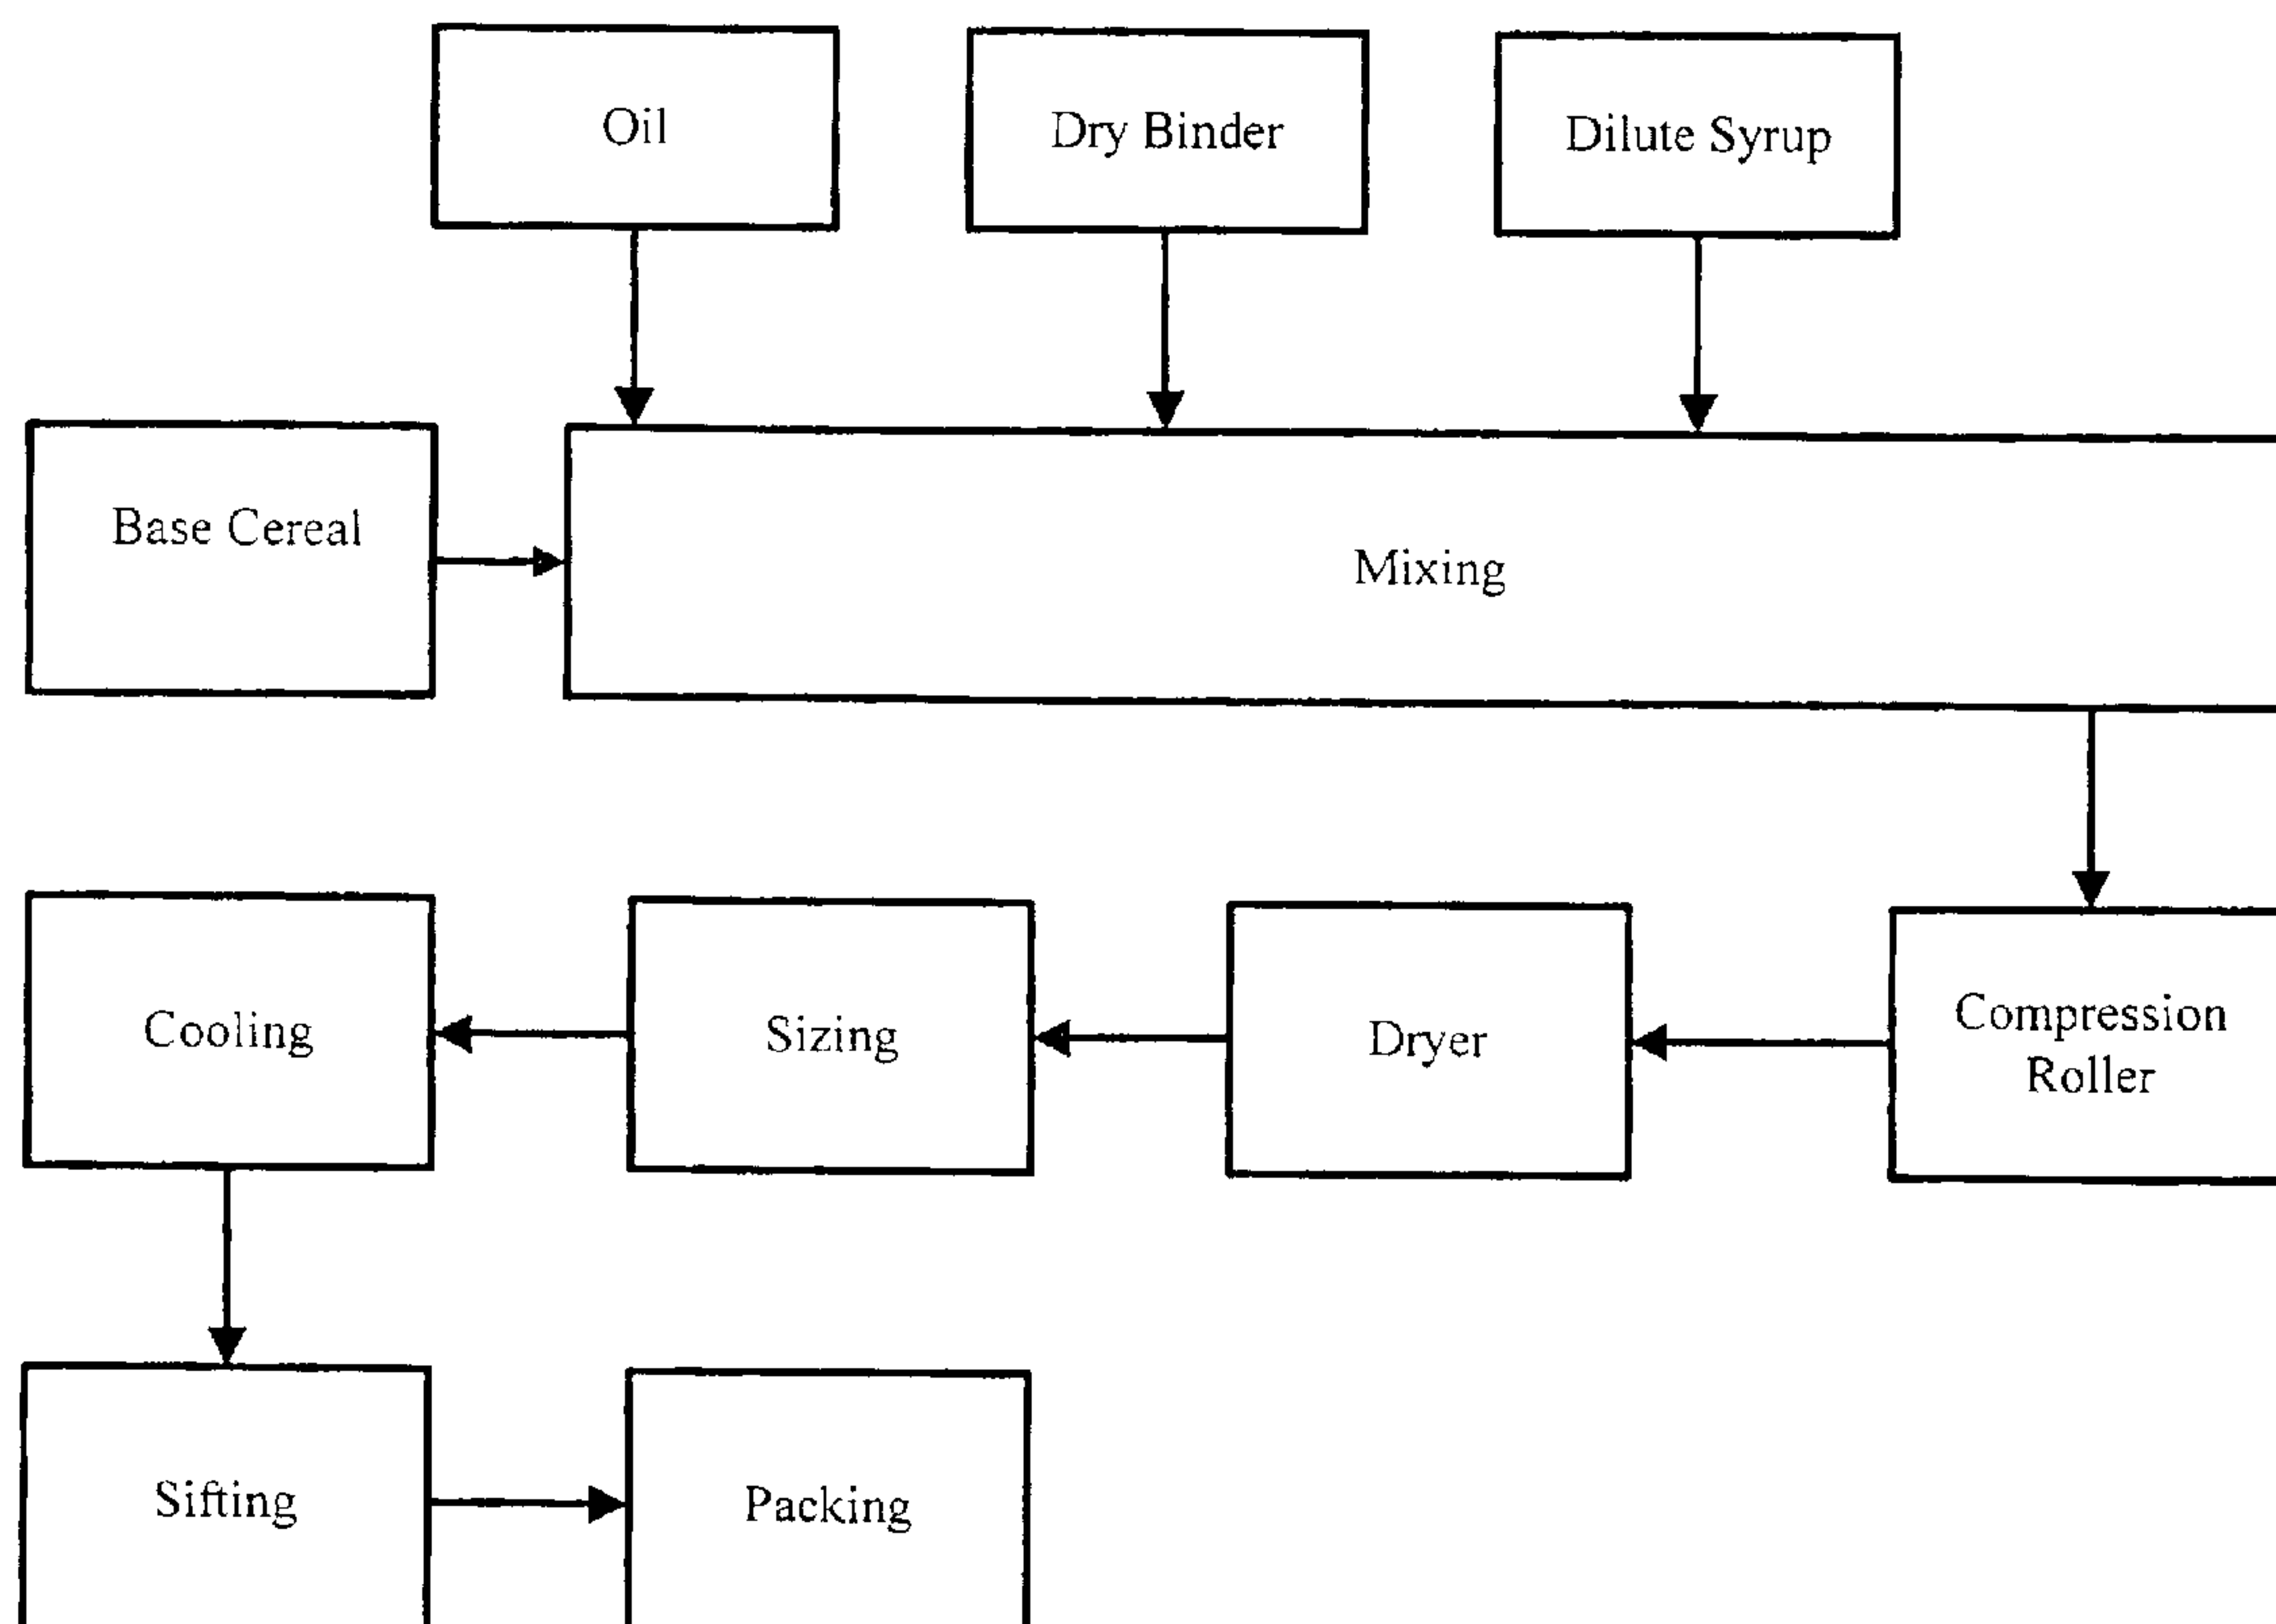 Oil
Dry Binder
Dilute Syrup
Base Cereal
Mixing
Cooling
Sizing
Dryer
Compression
Roller
Sifting
Packing